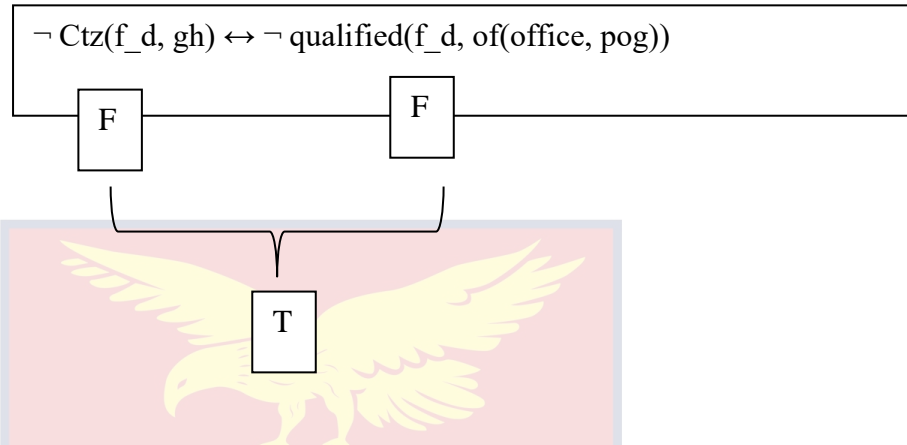 ¬ Ctz(f_d, gh) ↔ ¬ qualified(f_d, of(office, pog))
F F
T